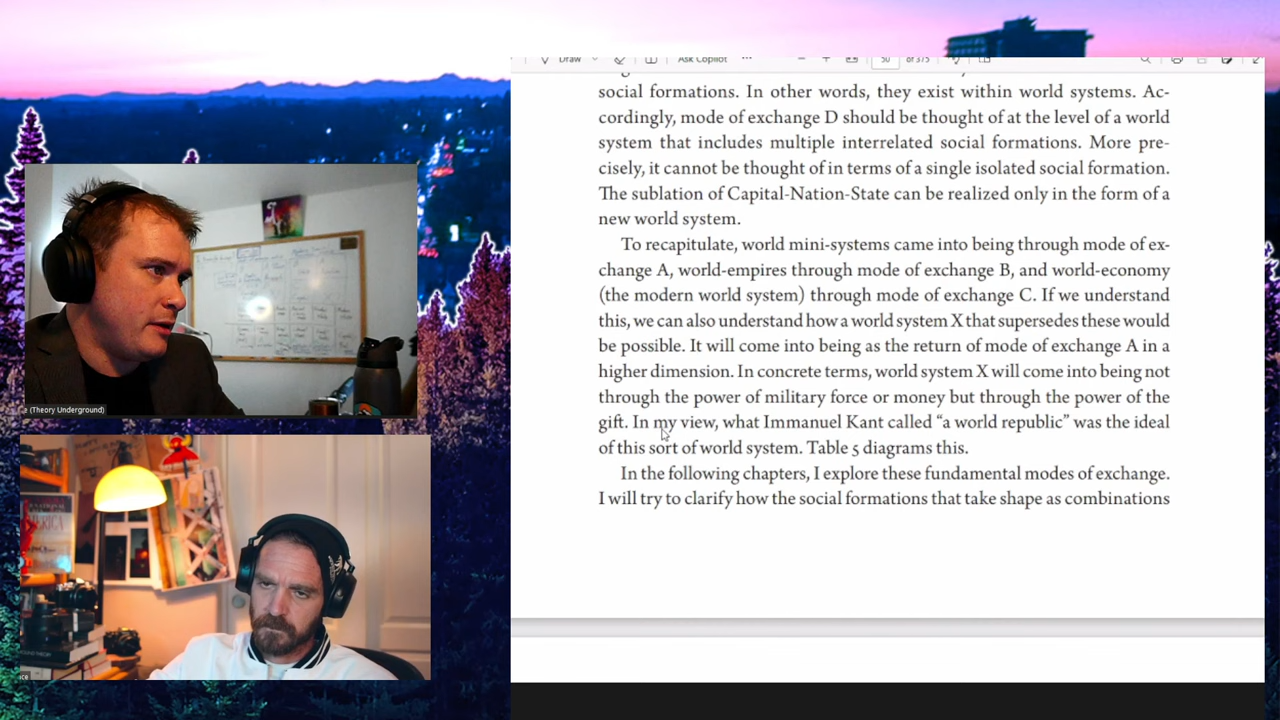 Draw
Ask Copilot
50
of 375
social formations. In other words, they exist within world systems. Ac-
cordingly, mode of exchange D should be thought of at the level of a world
system that includes multiple interrelated social formations. More pre-
cisely, it cannot be thought of in terms of a single isolated social formation.
The sublation of Capital-Nation-State can be realized only in the form of a
new world system.
To recapitulate, world mini-systems came into being through mode of ex-
change A, world-empires through mode of exchange B, and world-economy
(the modern world system) through mode of exchange C. If we understand
this, we can also understand how a world system X that supersedes these would
be possible. It will come into being as the return of mode of exchange A in a
higher dimension. In concrete terms, world system X will come into being not
through the power of military force or money but through the power of the
gift. In my view, what Immanuel Kant called “a world republic” was the ideal
of this sort of world system. Table 5 diagrams this.
In the following chapters, I explore these fundamental modes of exchange.
I will try to clarify how the social formations that take shape as combinations
(Theory Underground)